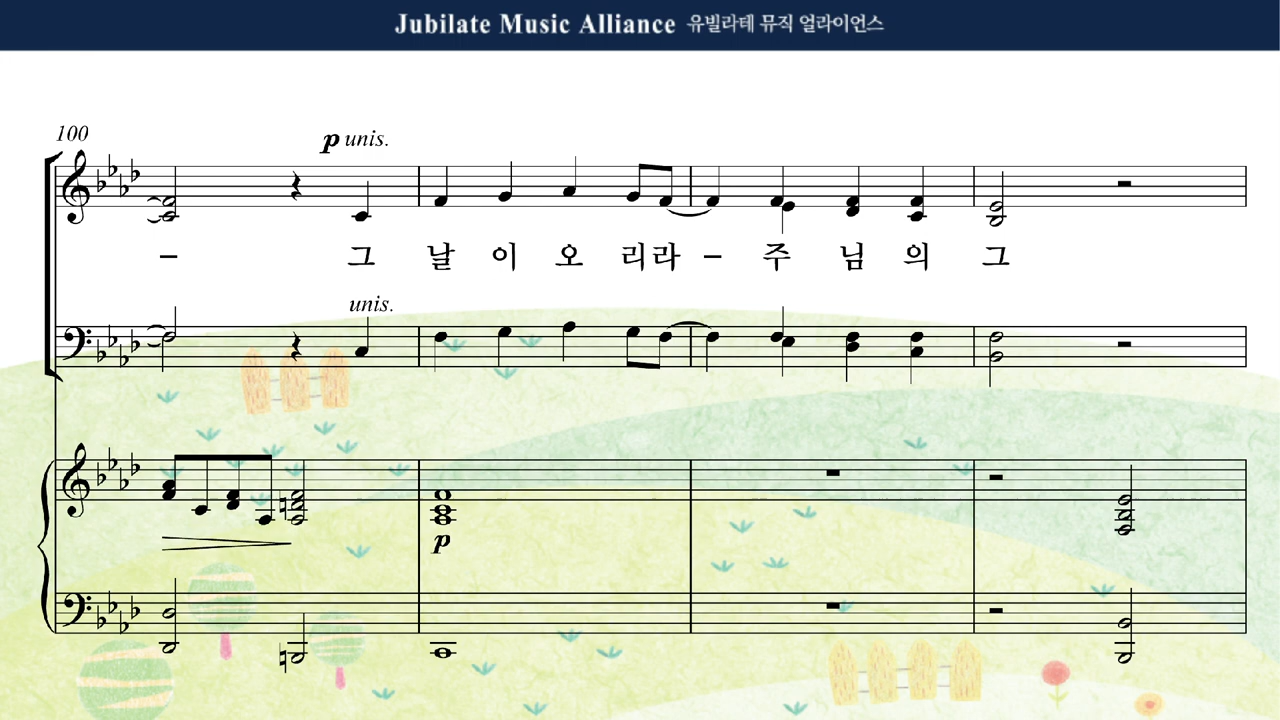 Jubilate Music Alliance 유빌라테 뮤직 얼라이언스
100
p unis.
– 그 날 이 오 리 라 – 주 님 의 그
unis.
p